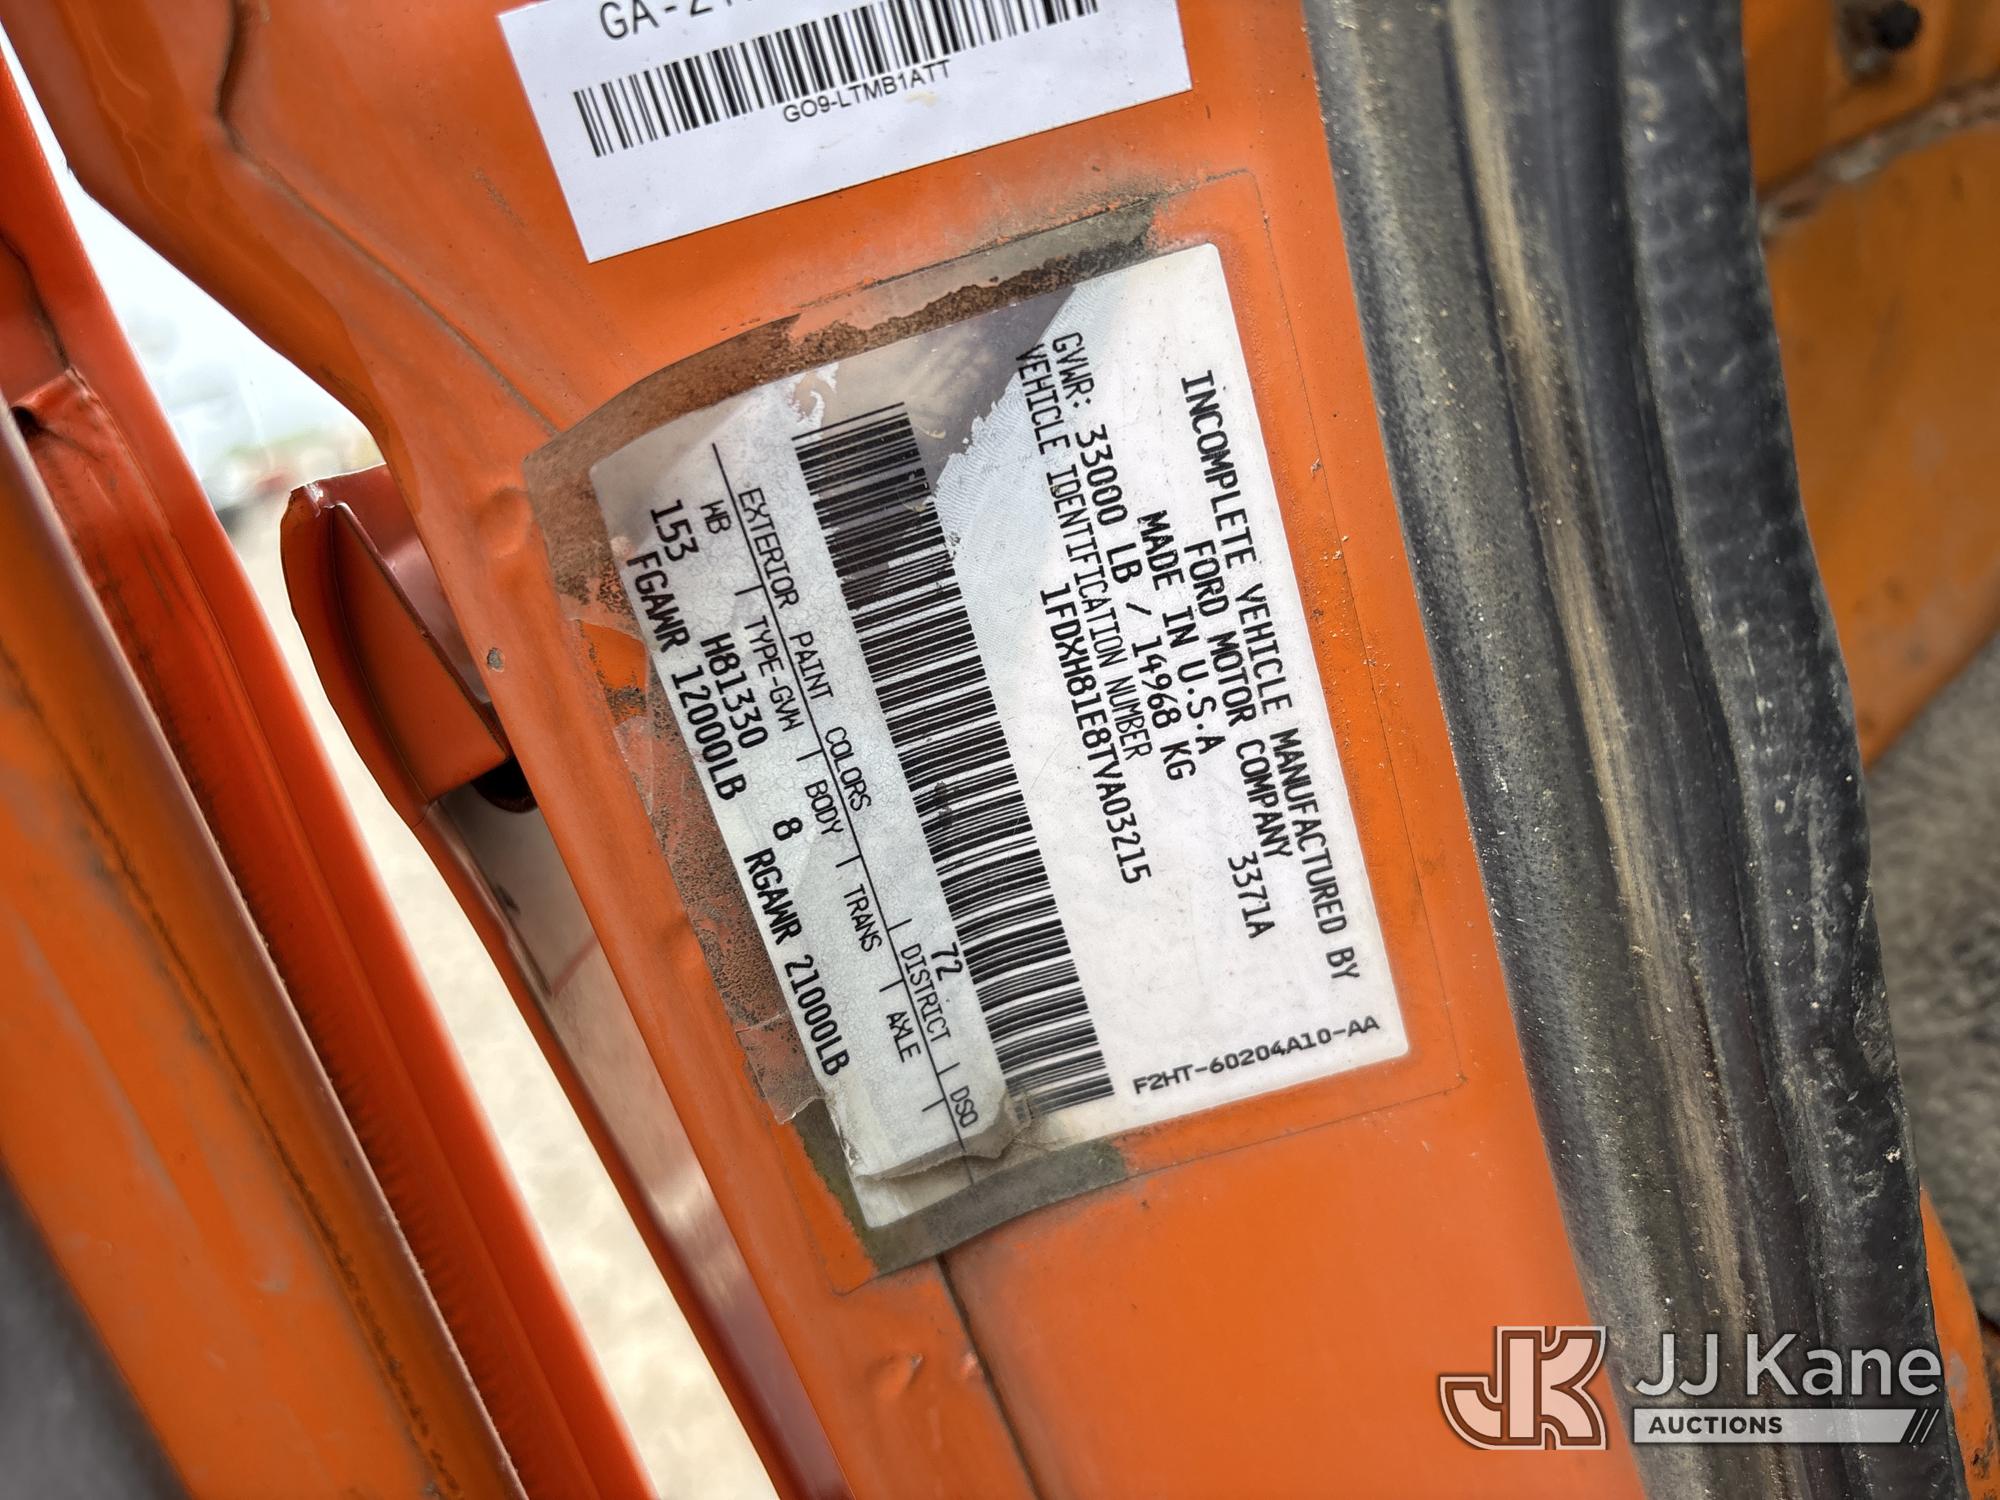 GO9-LTMB1ATT
INCOMPLETE VEHICLE MANUFACTURED BY
FORD MOTOR COMPANY 3371A
MADE IN U.S.A
GVWR: 33000 LB / 14968 KG
VEHICLE IDENTIFICATION NUMBER
1FDXH81E8TVA03215
F2HT-60204A10-AA
72
EXTERIOR PAINT COLORS | DISTRICT | DSO
WB | TYPE-GVW | BODY | TRANS | AXLE
153 H81330 8
FGAWR 12000LB RGAWR 21000LB
JK JJ Kane
AUCTIONS